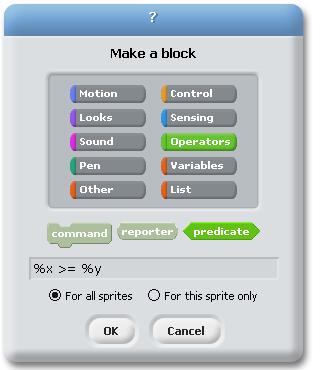 ?
Make a block
Motion Control
Looks Sensing
Sound Operators
Pen Variables
Other List
command reporter predicate
%x >= %y
For all sprites For this sprite only
OK Cancel